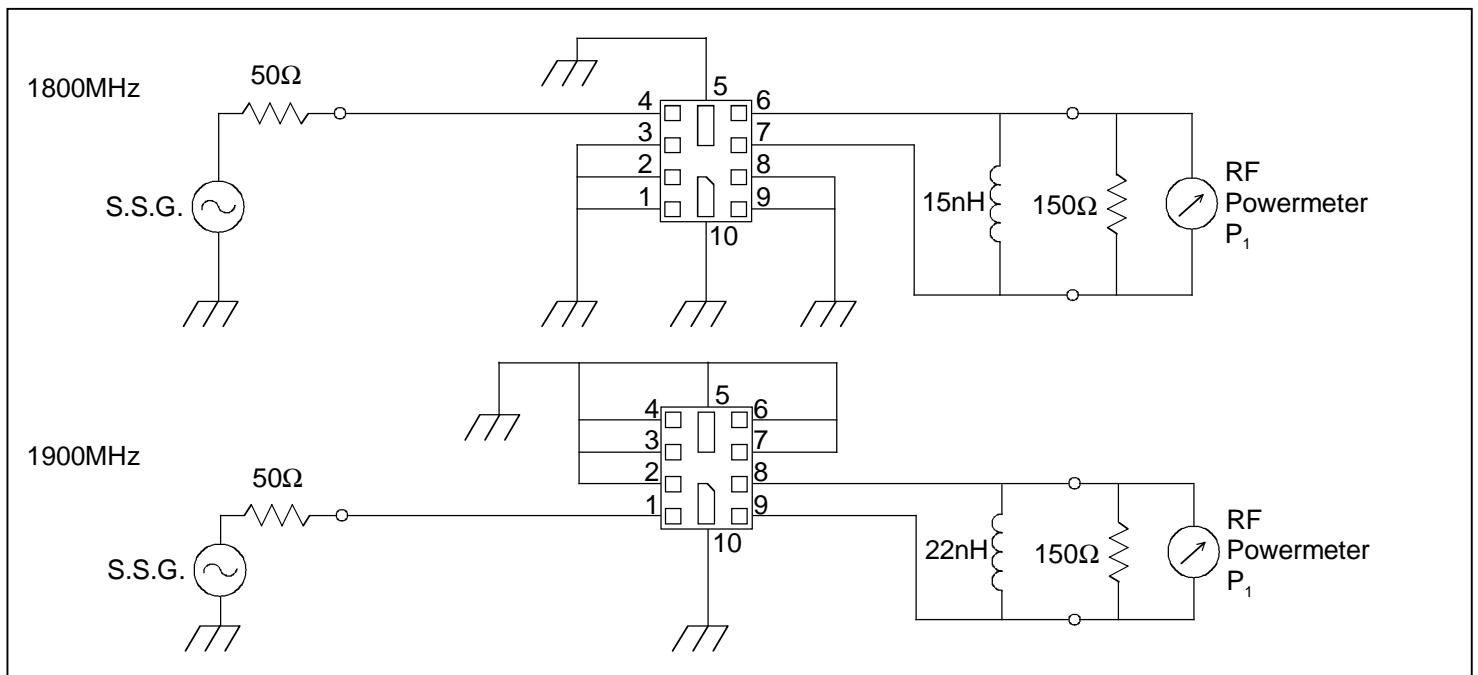 1800MHz
50Ω
S.S.G.
4
3
2
1
5
6
7
8
9
10
15nH
150Ω
RF
Powermeter
P₁
1900MHz
50Ω
S.S.G.
4
3
2
1
5
6
7
8
9
10
22nH
150Ω
RF
Powermeter
P₁